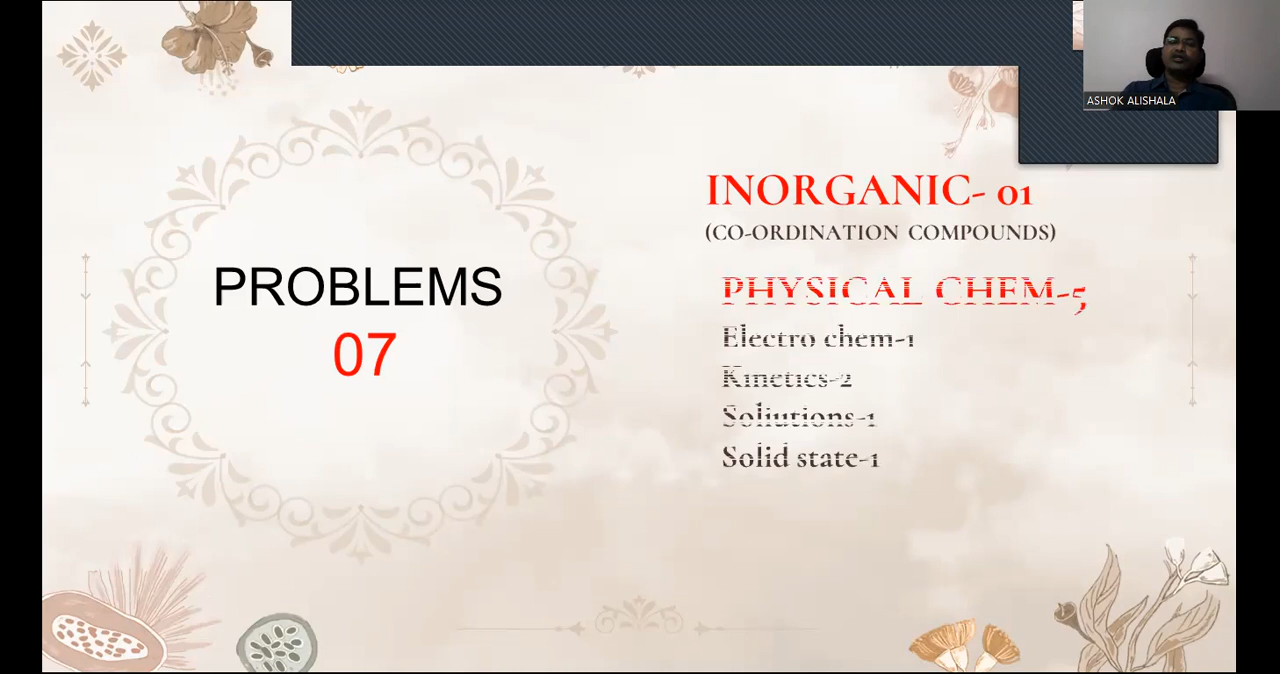 ASHOK ALISHALA
PROBLEMS
07
INORGANIC- 01
(CO-ORDINATION COMPOUNDS)
PHYSICAL CHEM-5
Electro chem-1
Kinetics-2
Soliutions-1
Solid state-1